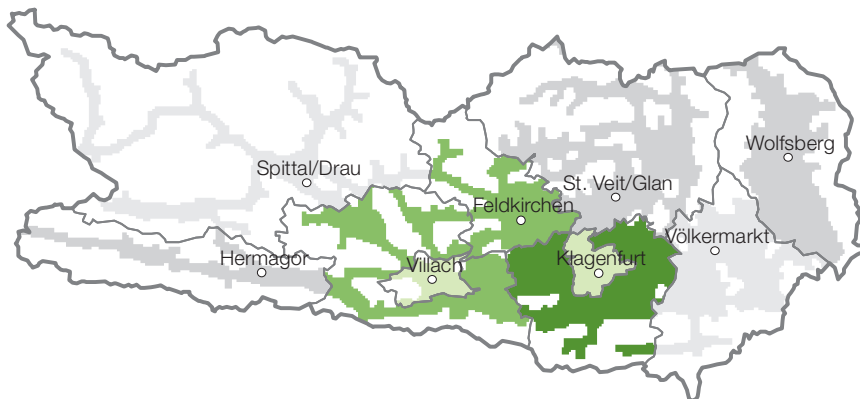 Wolfsberg
Spittal/Drau
St. Veit/Glan
Feldkirchen
Völkermarkt
Hermagor
Villach
Klagenfurt